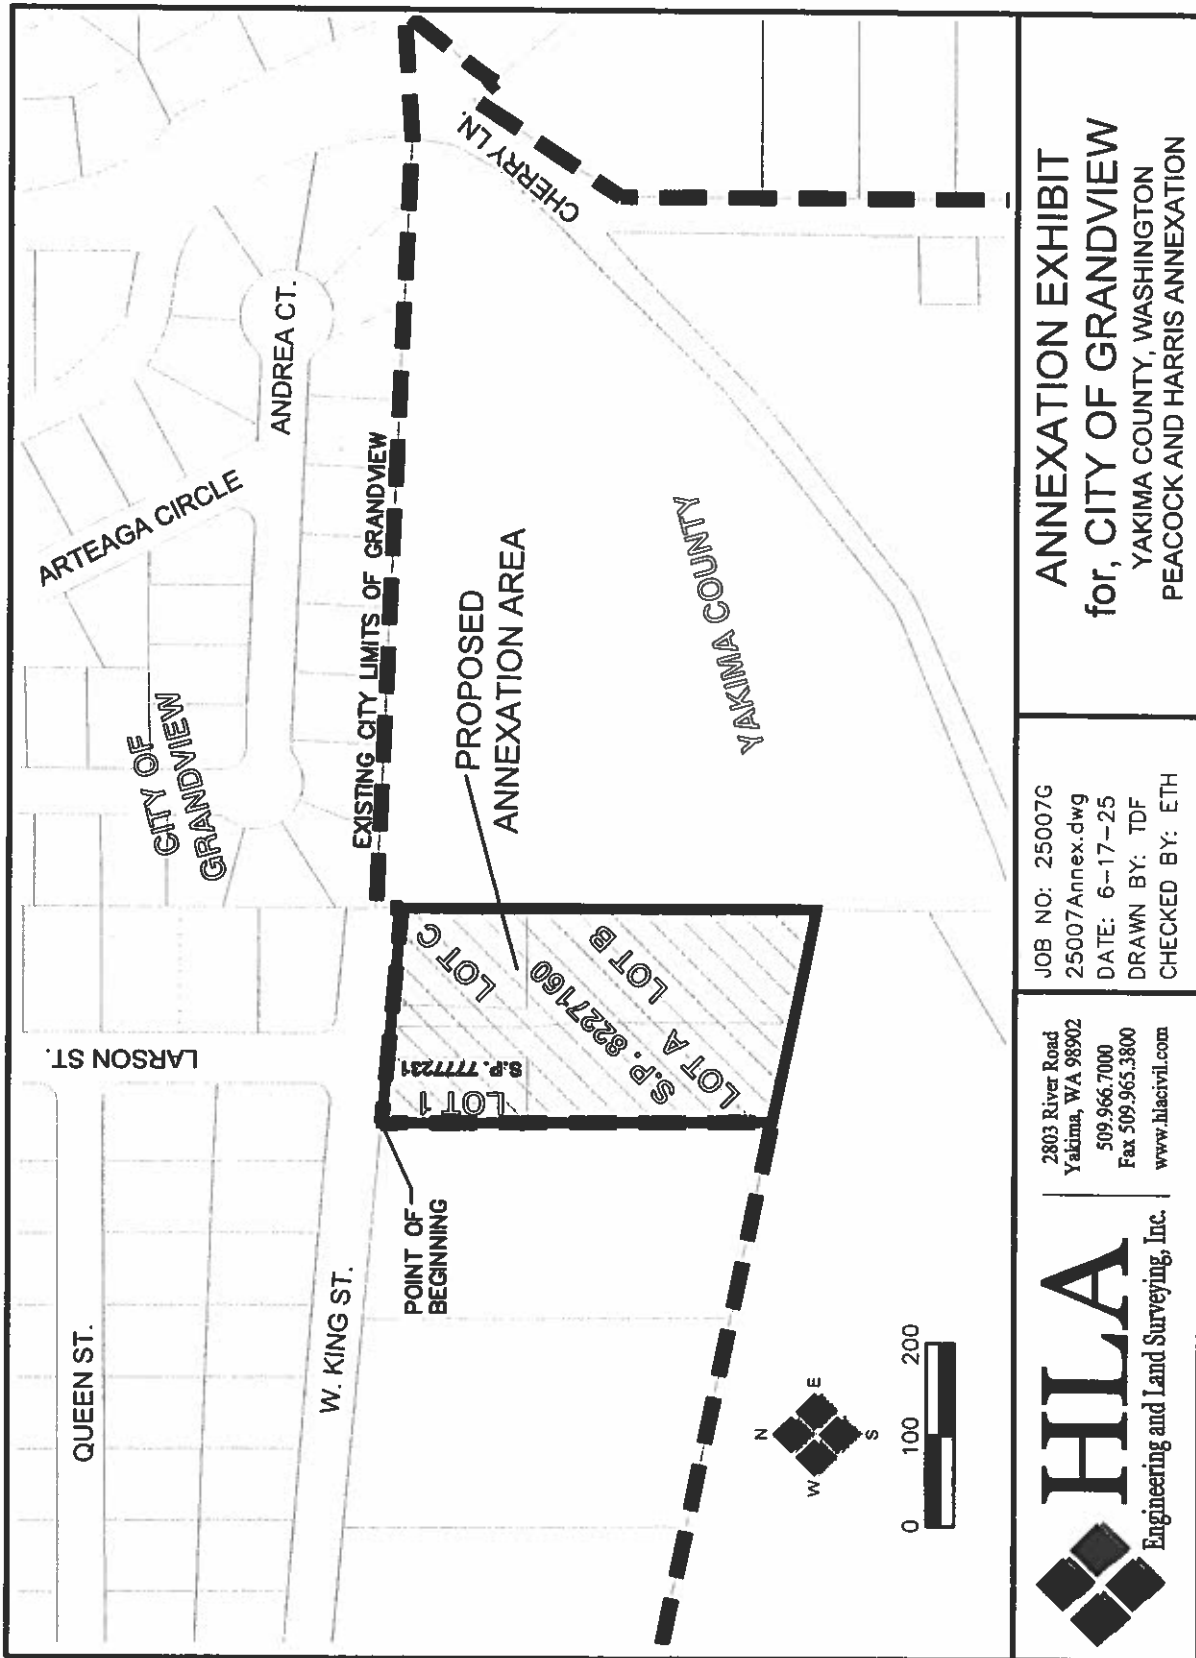 QUEEN ST.
LARSON ST.
W. KING ST.
CITY OF
GRANDVIEW
ARTEAGA CIRCLE
ANDREA CT.
CHERRY LN.
EXISTING CITY LIMITS OF GRANDVIEW
POINT OF
BEGINNING
PROPOSED
ANNEXATION AREA
LOT 1
S.P. 7777231
LOT C
S.P. 8227160
LOT A
LOT B
YAKIMA COUNTY
N
W
E
S
0 100 200
HLA
Engineering and Land Surveying, Inc.
2803 River Road
Yakima, WA 98902
509.966.7000
Fax 509.965.3800
www.hlacivil.com
JOB NO: 25007G
25007Annex.dwg
DATE: 6-17-25
DRAWN BY: TDF
CHECKED BY: ETH
ANNEXATION EXHIBIT
for, CITY OF GRANDVIEW
YAKIMA COUNTY, WASHINGTON
PEACOCK AND HARRIS ANNEXATION